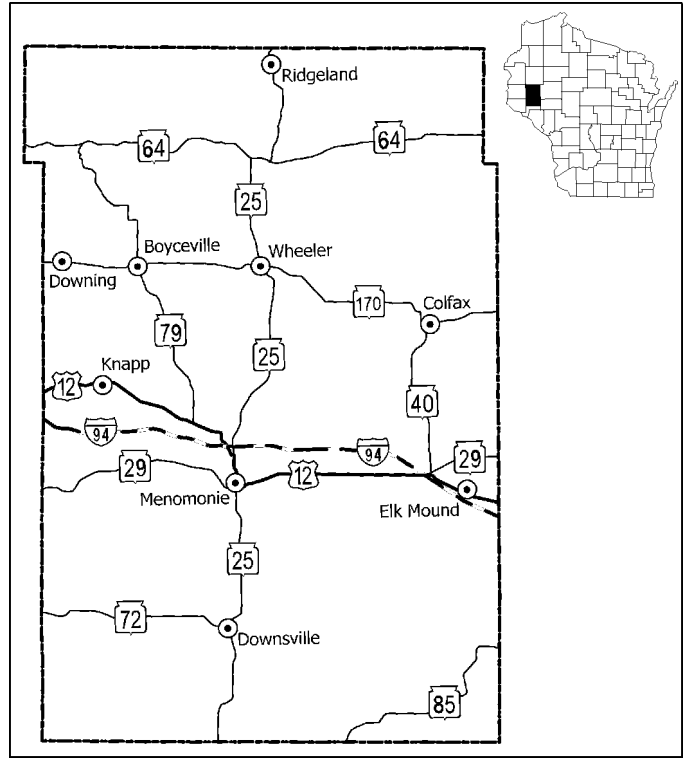 Ridgeland
64
64
25
Boyceville
Wheeler
Downing
170
Colfax
79
25
Knapp
12
40
94
94
29
29
12
Menomonie
Elk Mound
25
72
Downsville
85